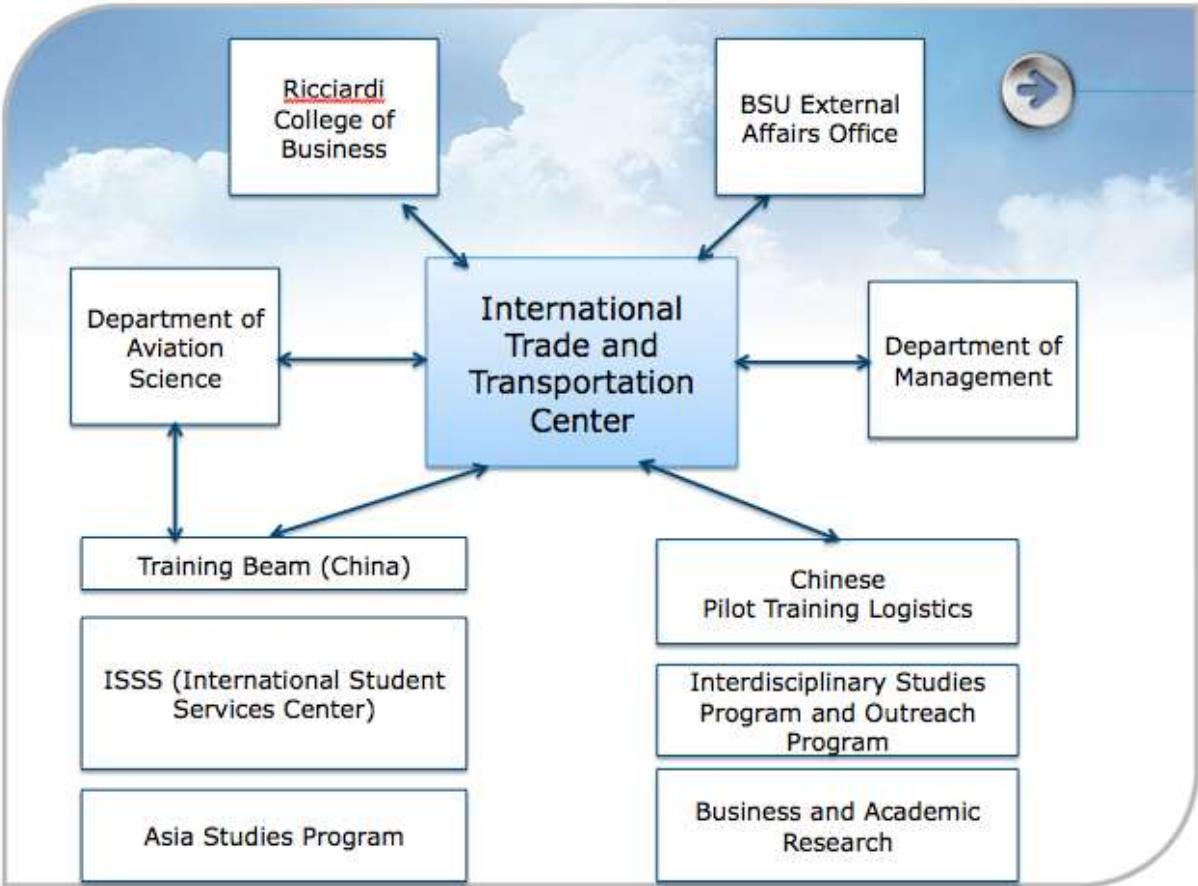 Ricciardi
College of
Business
BSU External
Affairs Office
Department of
Aviation
Science
International
Trade and
Transportation
Center
Department of
Management
Training Beam (China)
ISSS (International Student
Services Center)
Asia Studies Program
Chinese
Pilot Training Logistics
Interdisciplinary Studies
Program and Outreach
Program
Business and Academic
Research